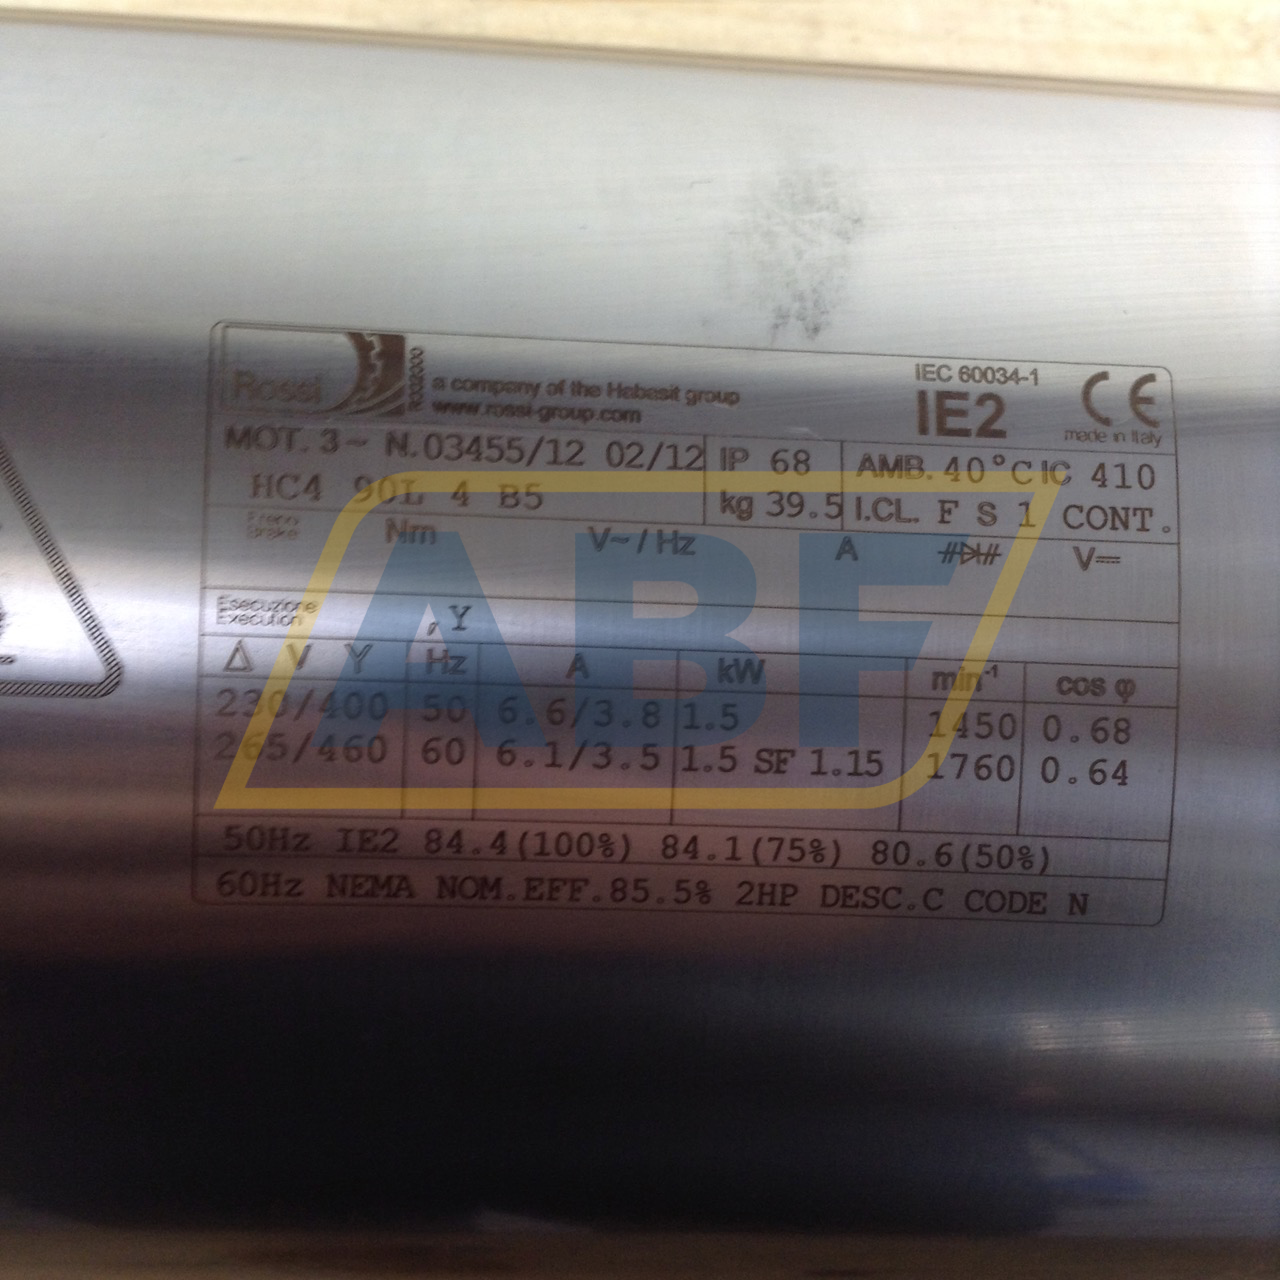 Rossi
R002000
a company of the Habasit group
www.rossi-group.com
IEC 60034-1
IE2
CE
made in Italy
MOT. 3~ N.03455/12 02/12
IP 68
AMB. 40°C IC 410
HC4 90L 4 B5
kg 39.5
I.CL. F S 1 CONT.
Freno
Brake
Nm V~/Hz A V⎓
Esecuzione
Execution
,Y
Δ V Y Hz A kW min-1 cos φ
230/400 50 6.6/3.8 1.5 1450 0.68
265/460 60 6.1/3.5 1.5 SF 1.15 1760 0.64
50Hz IE2 84.4(100%) 84.1(75%) 80.6(50%)
60Hz NEMA NOM.EFF.85.5% 2HP DESC.C CODE N
ABF